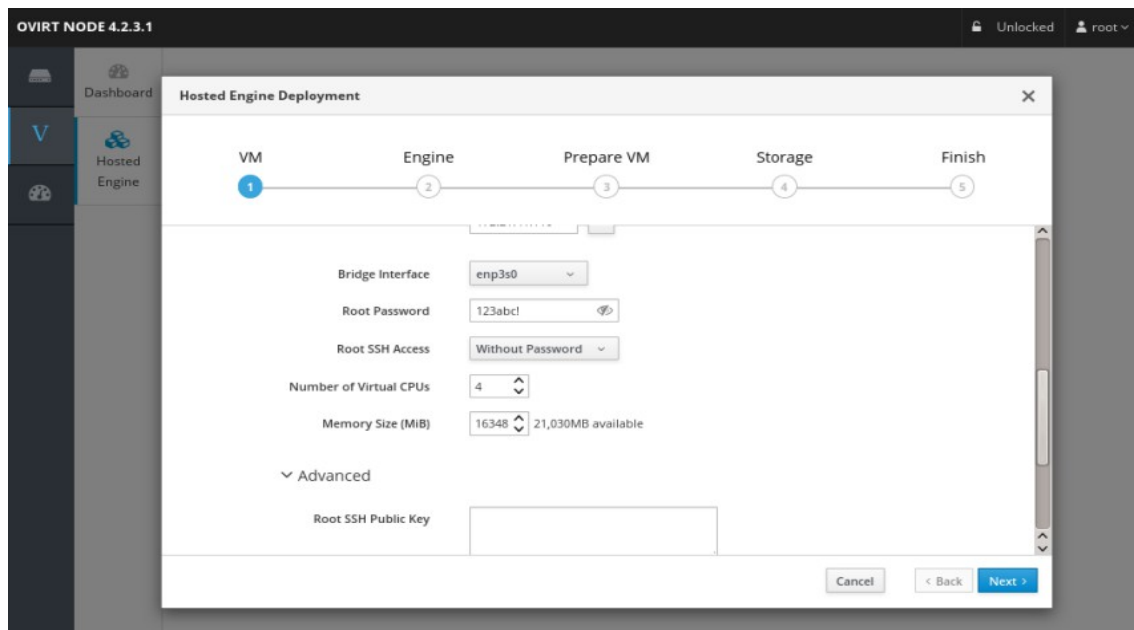 OVIRT NODE 4.2.3.1
Unlocked root
Dashboard
Hosted
Engine
V
Hosted Engine Deployment
VM Engine Prepare VM Storage Finish
1 2 3 4 5
Bridge Interface enp3s0
Root Password 123abc!
Root SSH Access Without Password
Number of Virtual CPUs 4
Memory Size (MiB) 16348 21,030MB available
Advanced
Root SSH Public Key
Cancel < Back Next >